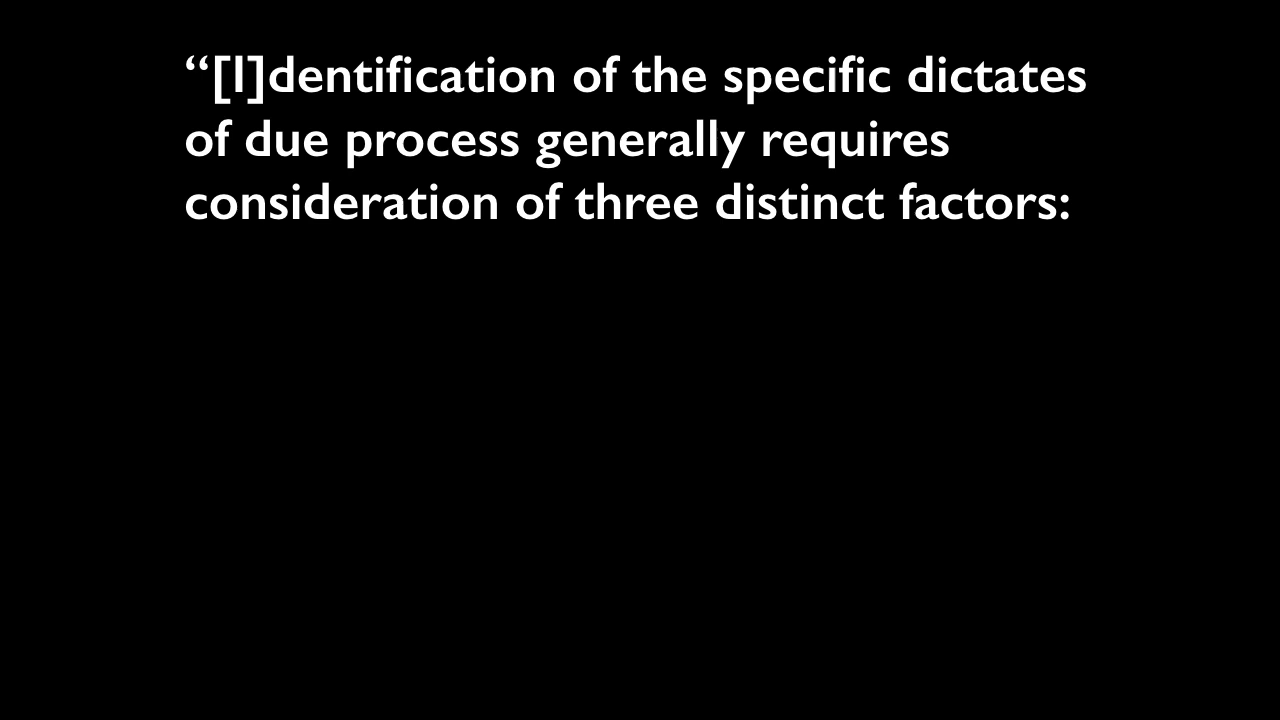 “[I]dentification of the specific dictates
of due process generally requires
consideration of three distinct factors: